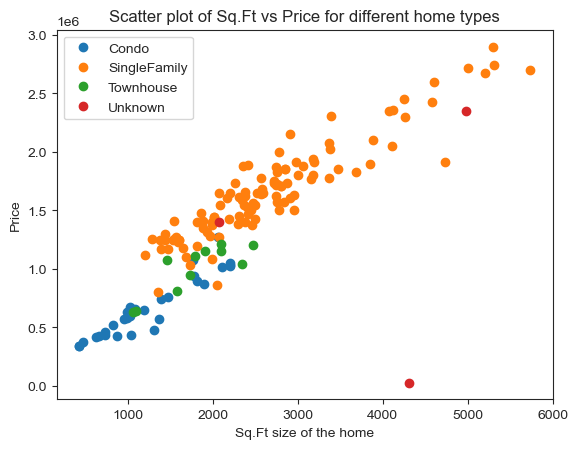 Scatter plot of Sq.Ft vs Price for different home types
1e6
3.0
2.5
2.0
1.5
1.0
0.5
0.0
Price
Condo
SingleFamily
Townhouse
Unknown
1000 2000 3000 4000 5000 6000
Sq.Ft size of the home